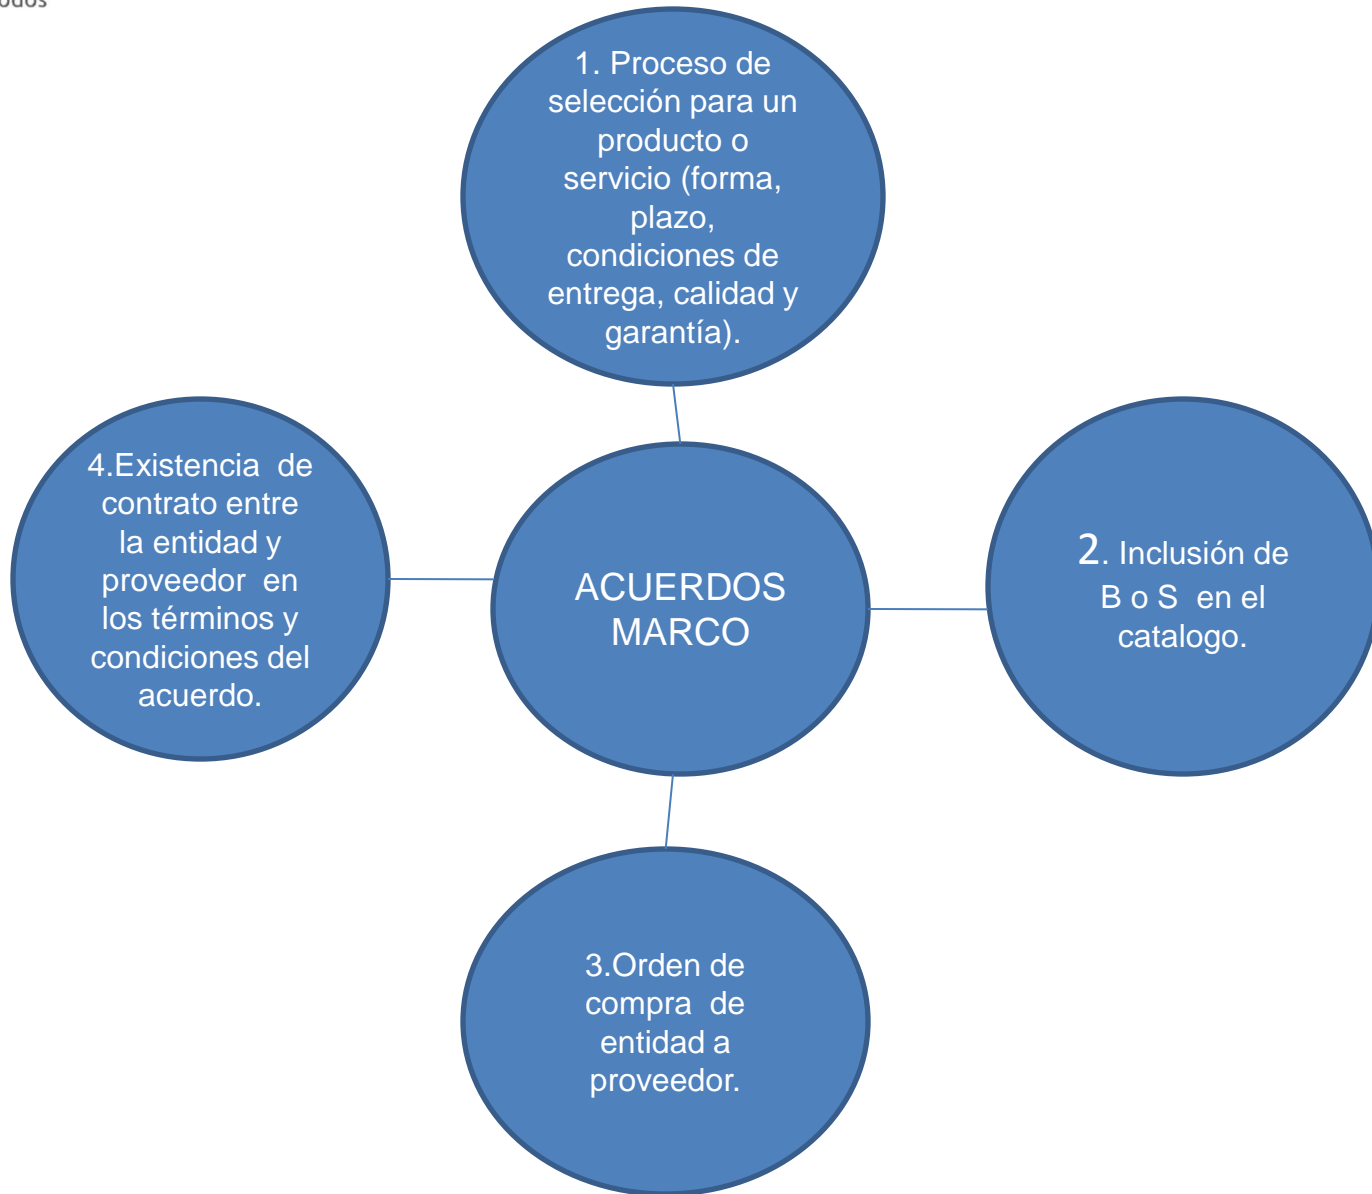 1. Proceso de
selección para un
producto o
servicio (forma,
plazo,
condiciones de
entrega, calidad y
garantía).
4.Existencia  de
contrato entre
la entidad y
proveedor  en
los términos y
condiciones del
acuerdo.
ACUERDOS
MARCO
2. Inclusión de
B o S  en el
catalogo.
3.Orden de
compra  de
entidad a
proveedor.